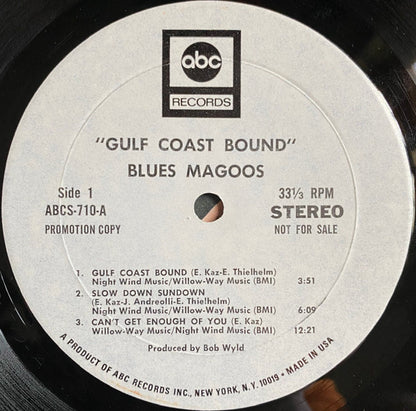 abc
RECORDS
"GULF COAST BOUND"
BLUES MAGOOS
Side 1
ABCS-710-A
PROMOTION COPY
33⅓ RPM
STEREO
NOT FOR SALE
1. GULF COAST BOUND (E. Kaz-E. Thielhelm)
Night Wind Music/Willow-Way Music (BMI) 3:51
2. SLOW DOWN SUNDOWN
(E. Kaz-J. Andreolli-E. Thielhelm)
Night Wind Music/Willow-Way Music (BMI) 6:09
3. CAN'T GET ENOUGH OF YOU (E. Kaz)
Willow-Way Music/Night Wind Music (BMI) 12:21
Produced by Bob Wyld
A PRODUCT OF ABC RECORDS INC., NEW YORK, N.Y. 10019 • MADE IN USA